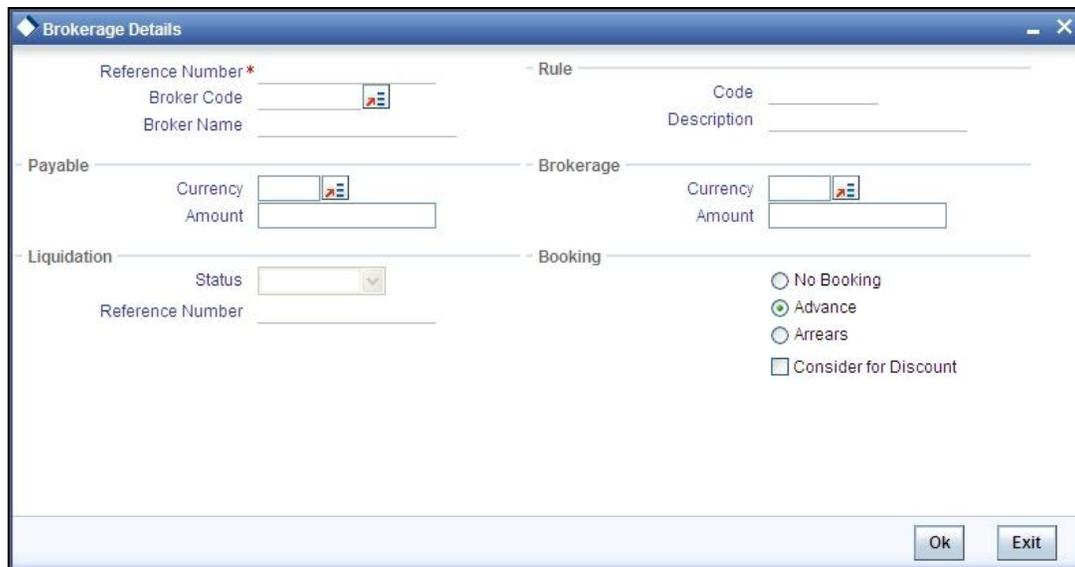 Brokerage Details
Reference Number *
Broker Code
Broker Name
Rule
Code
Description
Payable
Currency
Amount
Brokerage
Currency
Amount
Liquidation
Status
Reference Number
Booking
No Booking
Advance
Arrears
Consider for Discount
Ok
Exit